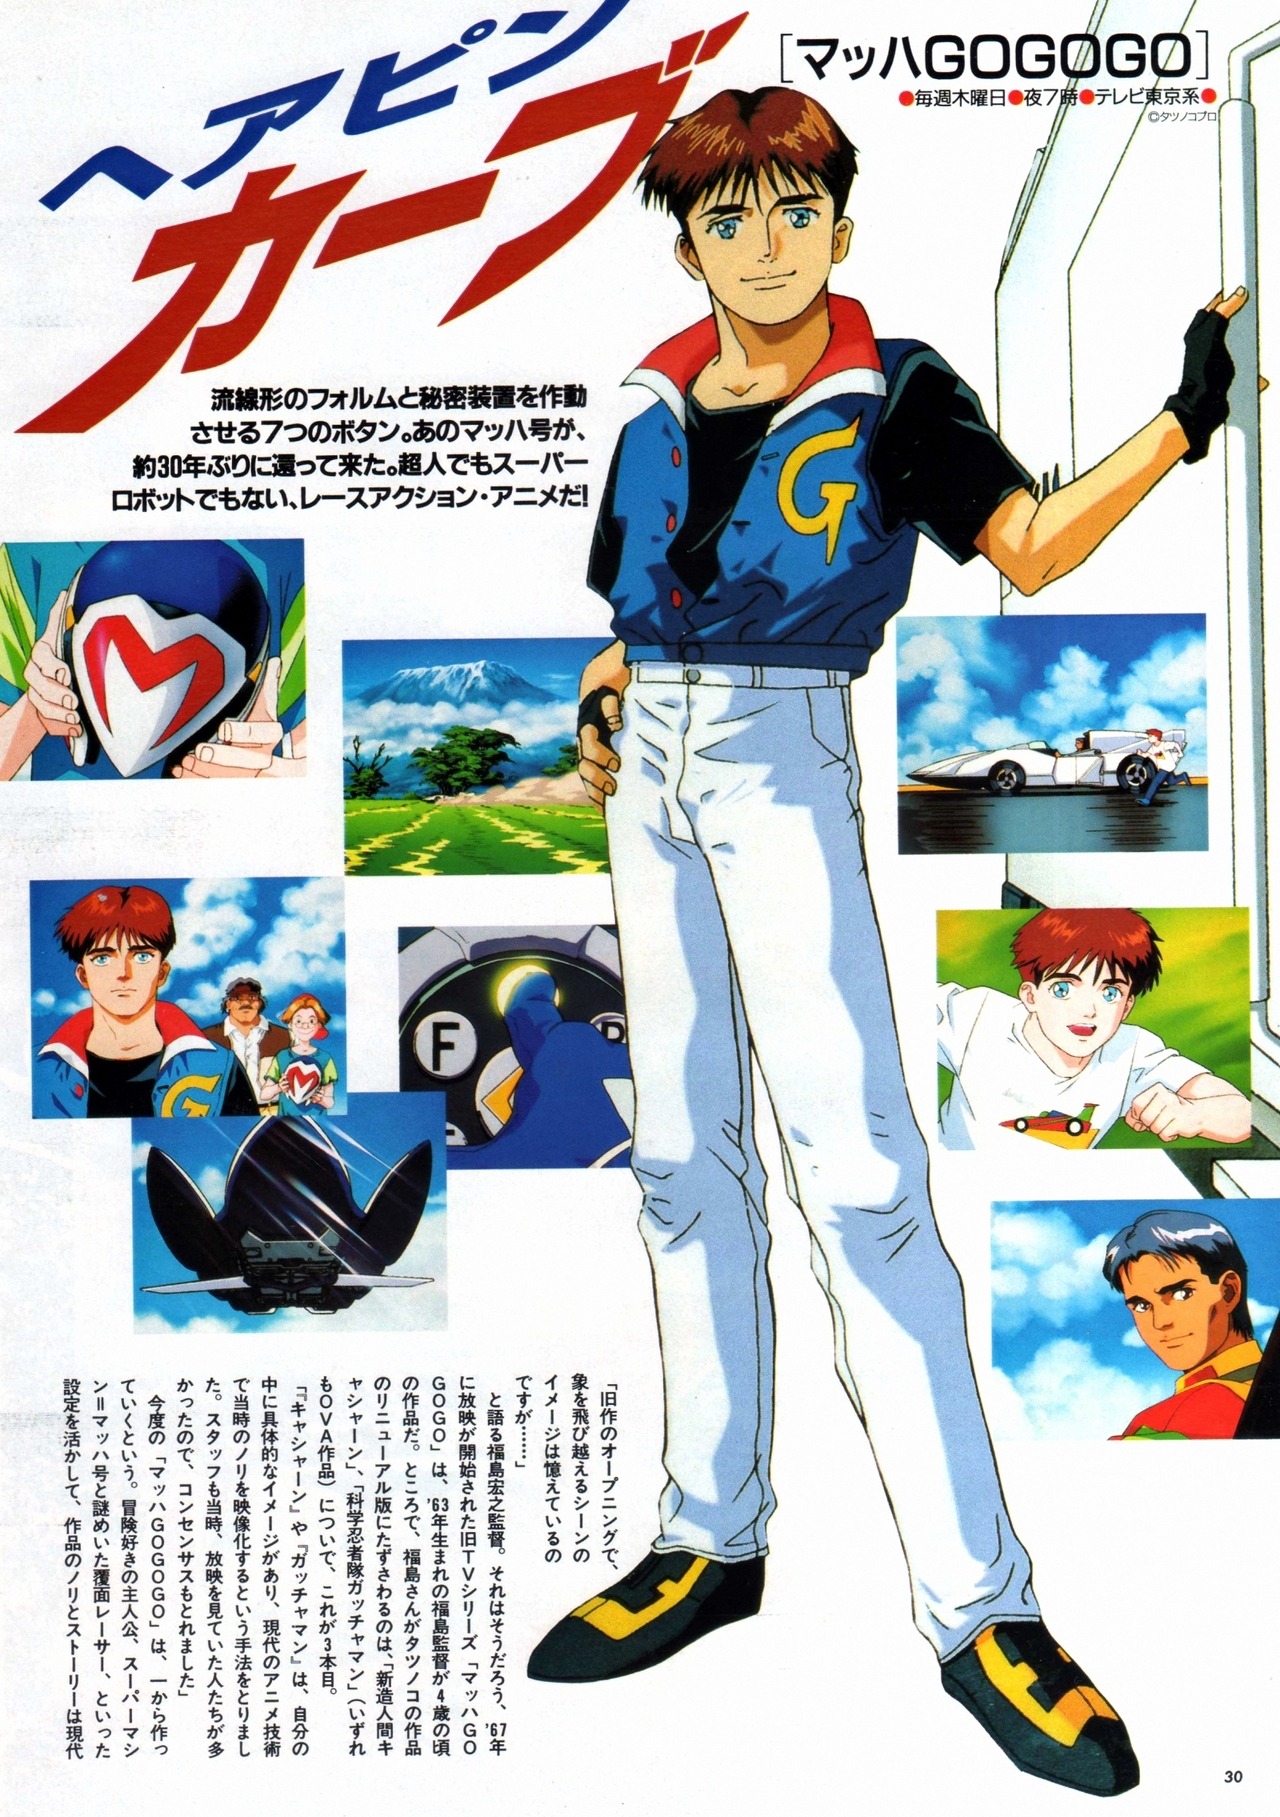 ヘアピン
カーブ
[マッハGOGOGO]
●毎週木曜日●夜7時●テレビ東京系●
©タツノコプロ
流線形のフォルムと秘密装置を作動
させる7つのボタン。あのマッハ号が、
約30年ぶりに還って来た。超人でもスーパー
ロボットでもない、レースアクション・アニメだ!
G
M
G
M
F
「旧作のオープニングで、
象を飛び越えるシーンの
イメージは憶えているの
ですが……」
と語る福島宏之監督。それはそうだろう、'67年
に放映が開始された旧TVシリーズ「マッハGO
GOGO」は、'63年生まれの福島監督が4歳の頃
の作品だ。ところで、福島さんがタツノコの作品
のリニューアル版にたずさわるのは、「新造人間キ
ャシャーン」、「科学忍者隊ガッチャマン」(いずれ
もOVA作品)についで、これが3本目。
「『キャシャーン』や『ガッチャマン』は、自分の
中に具体的なイメージがあり、現代のアニメ技術
で当時のノリを映像化するという手法をとりまし
た。スタッフも当時、放映を見ていた人たちが多
かったので、コンセンサスもとれました」
今度の「マッハGOGOGO」は、一から作っ
ていくという。冒険好きの主人公、スーパーマシ
ン=マッハ号と謎めいた覆面レーサー、といった
設定を活かして、作品のノリとストーリーは現代
30